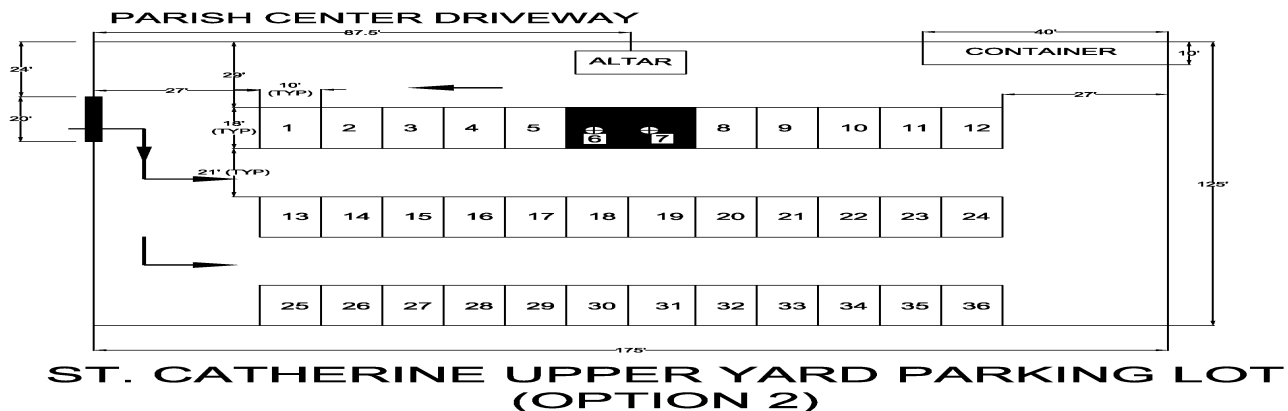 PARISH CENTER DRIVEWAY
87.5'
40'
24'
29'
ALTAR
CONTAINER
10'
27'
10'
(TYP)
27'
20'
18'
(TYP)
1 2 3 4 5 6 7 8 9 10 11 12
21' (TYP)
125'
13 14 15 16 17 18 19 20 21 22 23 24
25 26 27 28 29 30 31 32 33 34 35 36
175'
ST. CATHERINE UPPER YARD PARKING LOT
(OPTION 2)